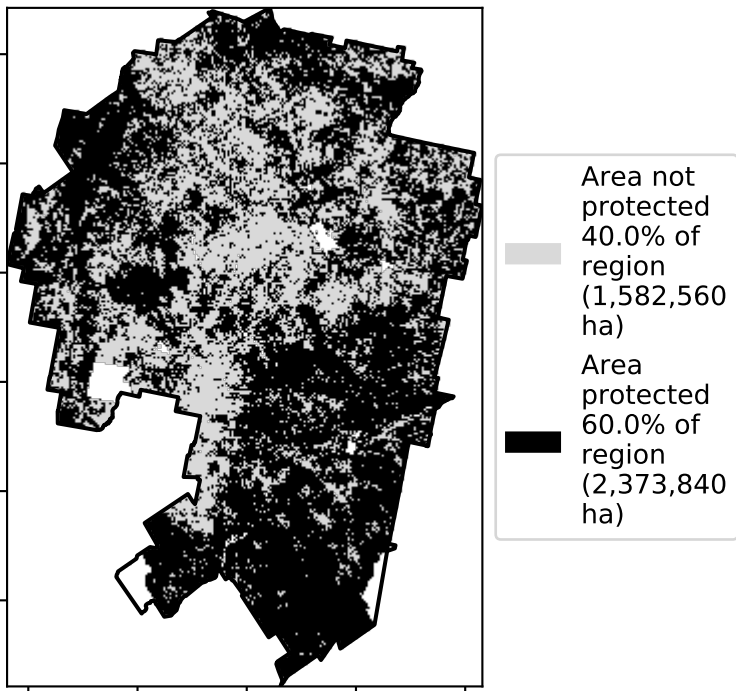 Area not
protected
40.0% of
region
(1,582,560
ha)
Area
protected
60.0% of
region
(2,373,840
ha)